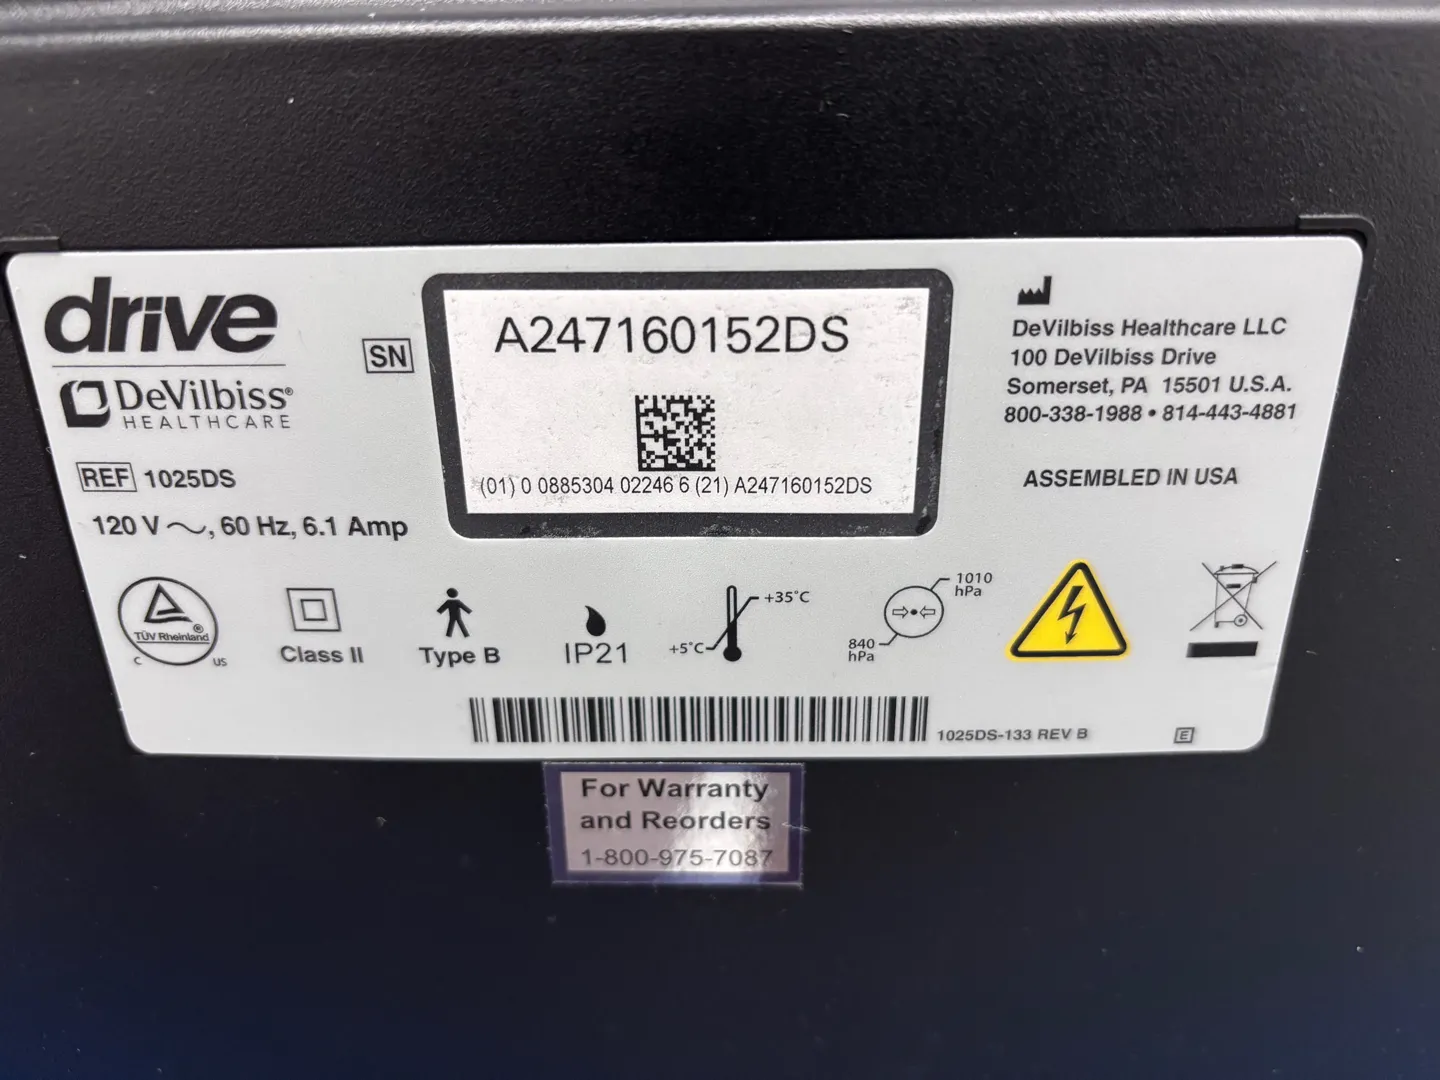 drive
DeVilbiss®
HEALTHCARE
REF 1025DS
120 V ～, 60 Hz, 6.1 Amp
SN
A247160152DS
(01) 0 0885304 02246 6 (21) A247160152DS
DeVilbiss Healthcare LLC
100 DeVilbiss Drive
Somerset, PA 15501 U.S.A.
800-338-1988 • 814-443-4881
ASSEMBLED IN USA
TÜV Rheinland ®
C US
Class II
Type B
IP21
+35°C
+5°C
1010
hPa
840
hPa
1025DS-133 REV B
E
For Warranty
and Reorders
1-800-975-7087